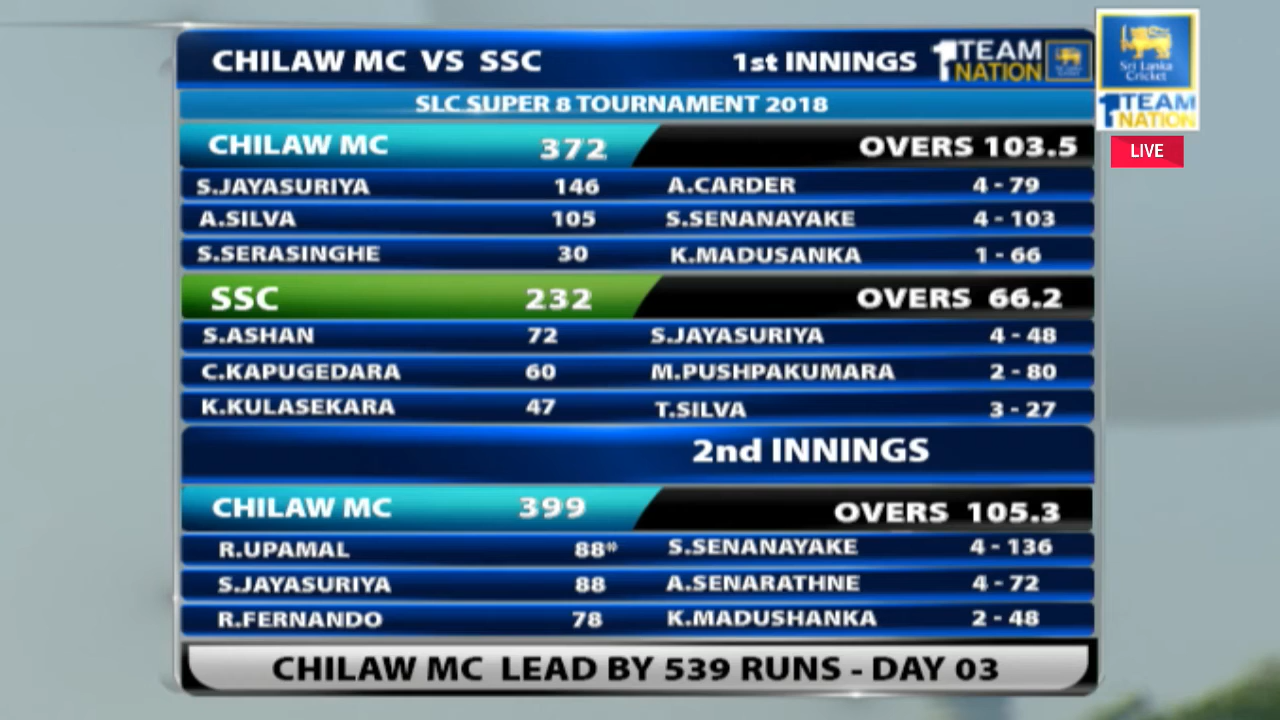 CHILAW MC VS SSC 1st INNINGS 1 TEAM NATION
Sri Lanka Cricket
1 TEAM NATION
LIVE
SLC SUPER 8 TOURNAMENT 2018
CHILAW MC 372 OVERS 103.5
S.JAYASURIYA 146 A.CARDER 4 - 79
A.SILVA 105 S.SENANAYAKE 4 - 103
S.SERASINGHE 30 K.MADUSANKA 1 - 66
SSC 232 OVERS 66.2
S.ASHAN 72 S.JAYASURIYA 4 - 48
C.KAPUGEDARA 60 M.PUSHPAKUMARA 2 - 80
K.KULASEKARA 47 T.SILVA 3 - 27
2nd INNINGS
CHILAW MC 399 OVERS 105.3
R.UPAMAL 88* S.SENANAYAKE 4 - 136
S.JAYASURIYA 88 A.SENARATHNE 4 - 72
R.FERNANDO 78 K.MADUSHANKA 2 - 48
CHILAW MC LEAD BY 539 RUNS - DAY 03